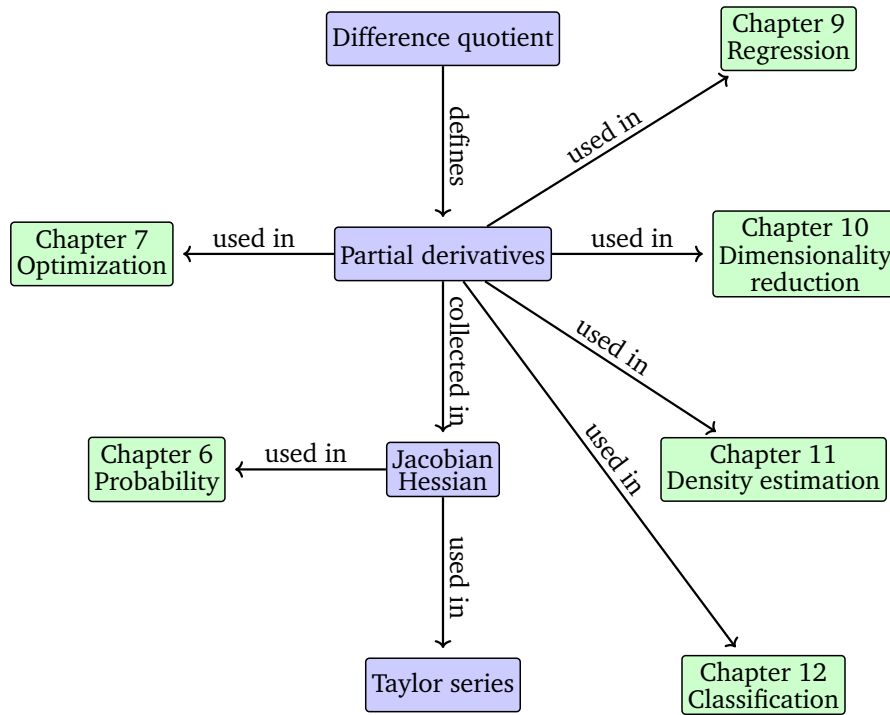 Difference quotient
Chapter 9
Regression
defines
used in
Chapter 7
Optimization
used in
Partial derivatives
used in
Chapter 10
Dimensionality
reduction
collected in
used in
used in
Chapter 6
Probability
used in
Jacobian
Hessian
Chapter 11
Density estimation
used in
Taylor series
Chapter 12
Classification